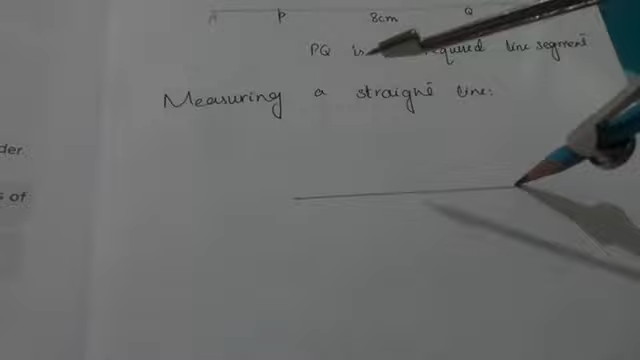 P 8cm Q
PQ is required line segment
Measuring a straight line:
der.
s of